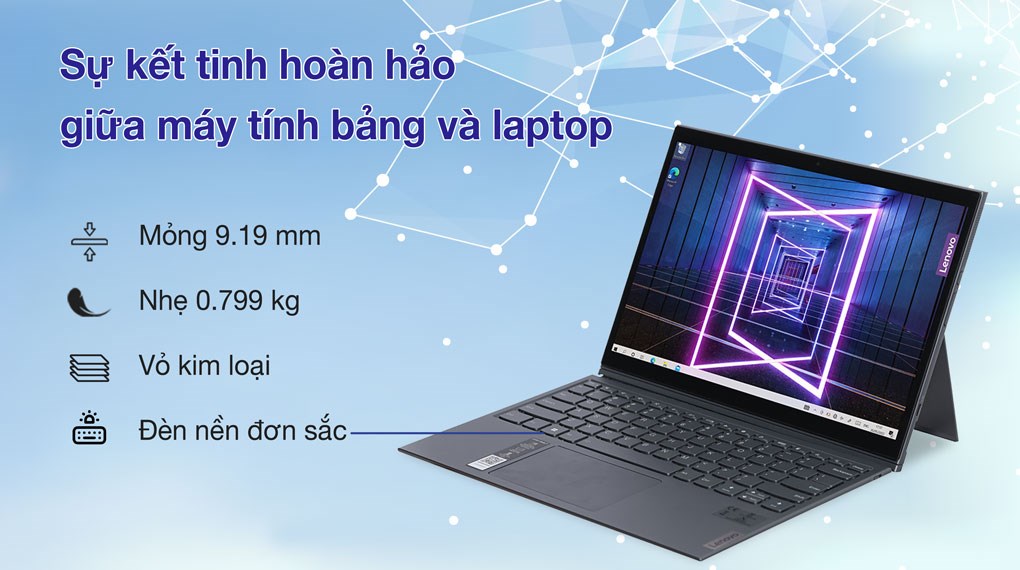 Sự kết tinh hoàn hảo
giữa máy tính bảng và laptop
Mỏng 9.19 mm
Nhẹ 0.799 kg
Vỏ kim loại
Đèn nền đơn sắc
Lenovo
Lenovo